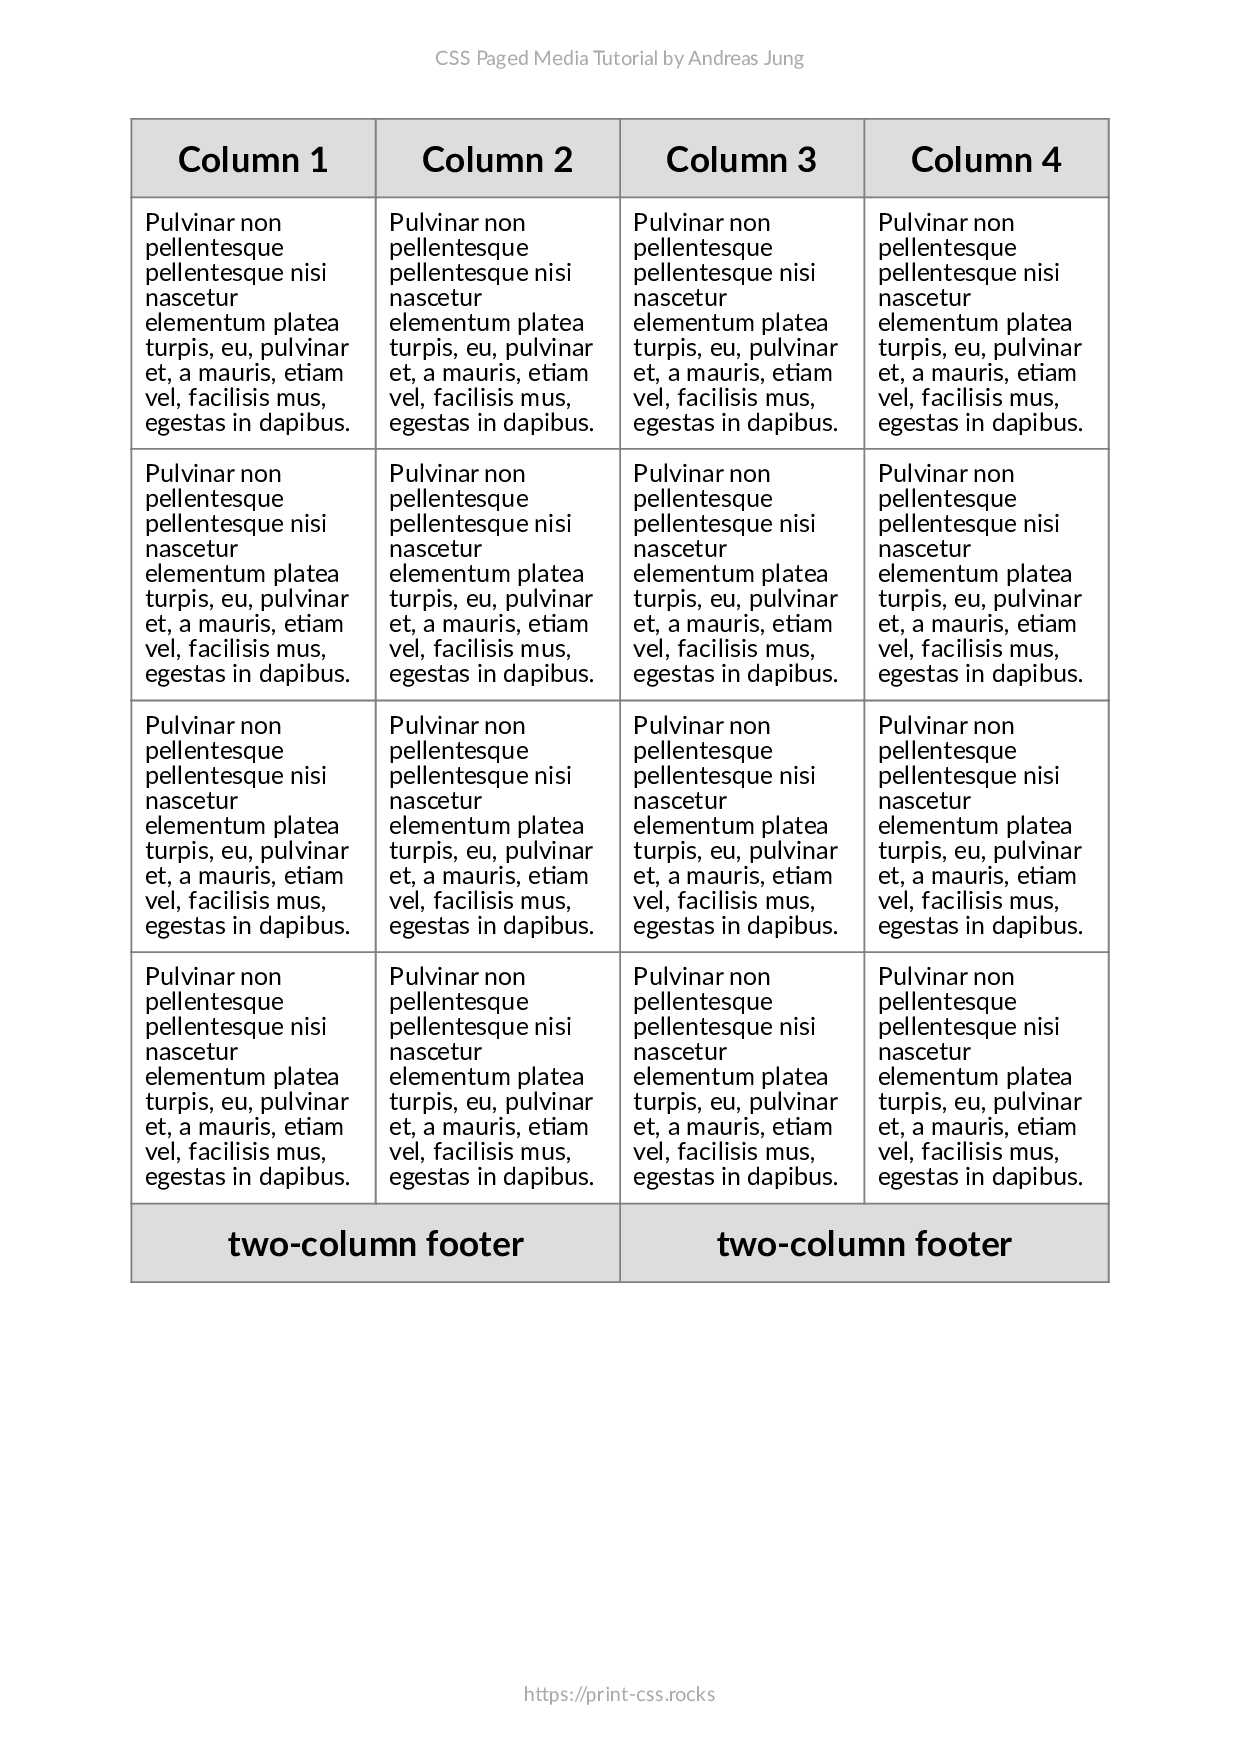 CSS Paged Media Tutorial by Andreas Jung
Column 1 Column 2 Column 3 Column 4
Pulvinar non Pulvinar non Pulvinar non Pulvinar non
pellentesque pellentesque pellentesque pellentesque
pellentesque nisi pellentesque nisi pellentesque nisi pellentesque nisi
nascetur nascetur nascetur nascetur
elementum platea elementum platea elementum platea elementum platea
turpis, eu, pulvinar turpis, eu, pulvinar turpis, eu, pulvinar turpis, eu, pulvinar
et, a mauris, etiam et, a mauris, etiam et, a mauris, etiam et, a mauris, etiam
vel, facilisis mus, vel, facilisis mus, vel, facilisis mus, vel, facilisis mus,
egestas in dapibus. egestas in dapibus. egestas in dapibus. egestas in dapibus.
Pulvinar non Pulvinar non Pulvinar non Pulvinar non
pellentesque pellentesque pellentesque pellentesque
pellentesque nisi pellentesque nisi pellentesque nisi pellentesque nisi
nascetur nascetur nascetur nascetur
elementum platea elementum platea elementum platea elementum platea
turpis, eu, pulvinar turpis, eu, pulvinar turpis, eu, pulvinar turpis, eu, pulvinar
et, a mauris, etiam et, a mauris, etiam et, a mauris, etiam et, a mauris, etiam
vel, facilisis mus, vel, facilisis mus, vel, facilisis mus, vel, facilisis mus,
egestas in dapibus. egestas in dapibus. egestas in dapibus. egestas in dapibus.
Pulvinar non Pulvinar non Pulvinar non Pulvinar non
pellentesque pellentesque pellentesque pellentesque
pellentesque nisi pellentesque nisi pellentesque nisi pellentesque nisi
nascetur nascetur nascetur nascetur
elementum platea elementum platea elementum platea elementum platea
turpis, eu, pulvinar turpis, eu, pulvinar turpis, eu, pulvinar turpis, eu, pulvinar
et, a mauris, etiam et, a mauris, etiam et, a mauris, etiam et, a mauris, etiam
vel, facilisis mus, vel, facilisis mus, vel, facilisis mus, vel, facilisis mus,
egestas in dapibus. egestas in dapibus. egestas in dapibus. egestas in dapibus.
Pulvinar non Pulvinar non Pulvinar non Pulvinar non
pellentesque pellentesque pellentesque pellentesque
pellentesque nisi pellentesque nisi pellentesque nisi pellentesque nisi
nascetur nascetur nascetur nascetur
elementum platea elementum platea elementum platea elementum platea
turpis, eu, pulvinar turpis, eu, pulvinar turpis, eu, pulvinar turpis, eu, pulvinar
et, a mauris, etiam et, a mauris, etiam et, a mauris, etiam et, a mauris, etiam
vel, facilisis mus, vel, facilisis mus, vel, facilisis mus, vel, facilisis mus,
egestas in dapibus. egestas in dapibus. egestas in dapibus. egestas in dapibus.
two-column footer two-column footer
https://print-css.rocks